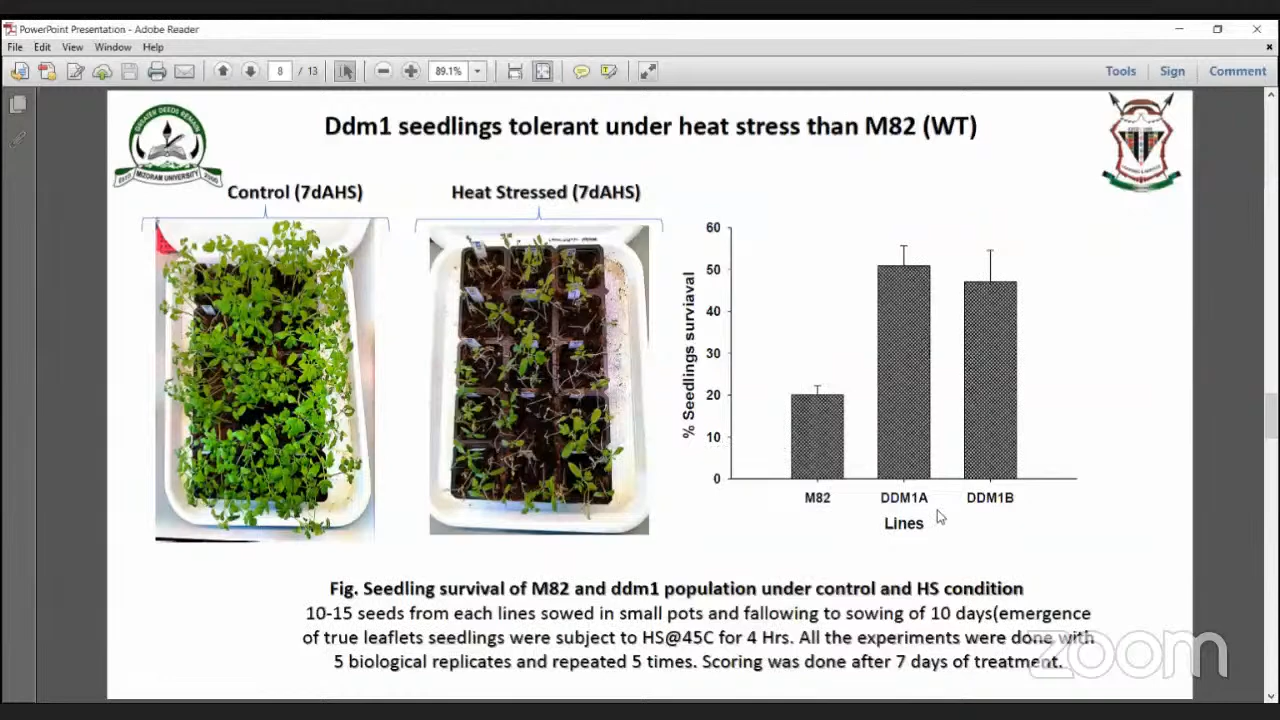 PowerPoint Presentation - Adobe Reader
File Edit View Window Help
8 / 13 89.1% Tools Sign Comment
Ddm1 seedlings tolerant under heat stress than M82 (WT)
MIZORAM UNIVERSITY
Control (7dAHS) Heat Stressed (7dAHS)
60
50
40
30
20
10
0
% Seedlings surviaval
M82 DDM1A DDM1B
Lines
Fig. Seedling survival of M82 and ddm1 population under control and HS condition
10-15 seeds from each lines sowed in small pots and fallowing to sowing of 10 days(emergence
of true leaflets seedlings were subject to HS@45C for 4 Hrs. All the experiments were done with
5 biological replicates and repeated 5 times. Scoring was done after 7 days of treatment.
zoom